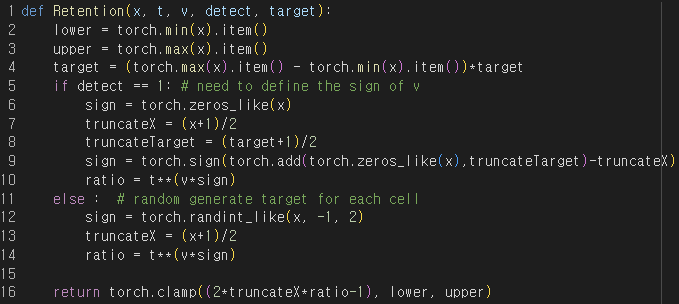 1 def Retention(x, t, v, detect, target):
2     lower = torch.min(x).item()
3     upper = torch.max(x).item()
4     target = (torch.max(x).item() - torch.min(x).item())*target
5     if detect == 1: # need to define the sign of v
6         sign = torch.zeros_like(x)
7         truncateX = (x+1)/2
8         truncateTarget = (target+1)/2
9         sign = torch.sign(torch.add(torch.zeros_like(x),truncateTarget)-truncateX)
10         ratio = t**(v*sign)
11     else :  # random generate target for each cell
12         sign = torch.randint_like(x, -1, 2)
13         truncateX = (x+1)/2
14         ratio = t**(v*sign)
15
16     return torch.clamp((2*truncateX*ratio-1), lower, upper)